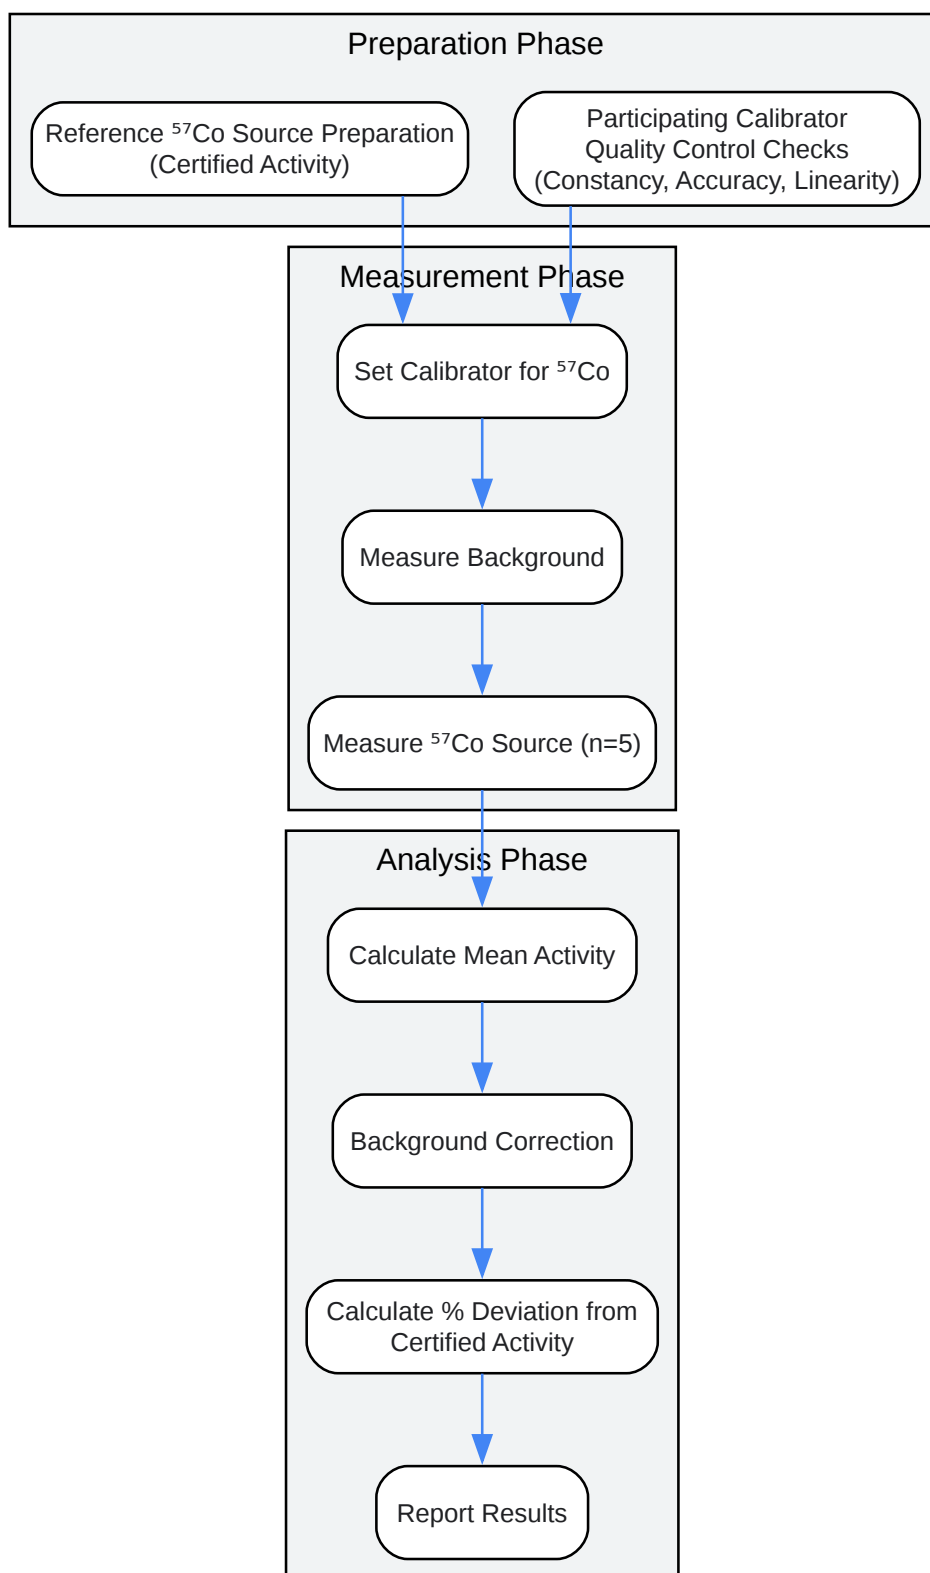 Preparation Phase
Reference ⁵⁷Co Source Preparation
(Certified Activity)
Participating Calibrator
Quality Control Checks
(Constancy, Accuracy, Linearity)
Measurement Phase
Set Calibrator for ⁵⁷Co
Measure Background
Measure ⁵⁷Co Source (n=5)
Analysis Phase
Calculate Mean Activity
Background Correction
Calculate % Deviation from
Certified Activity
Report Results